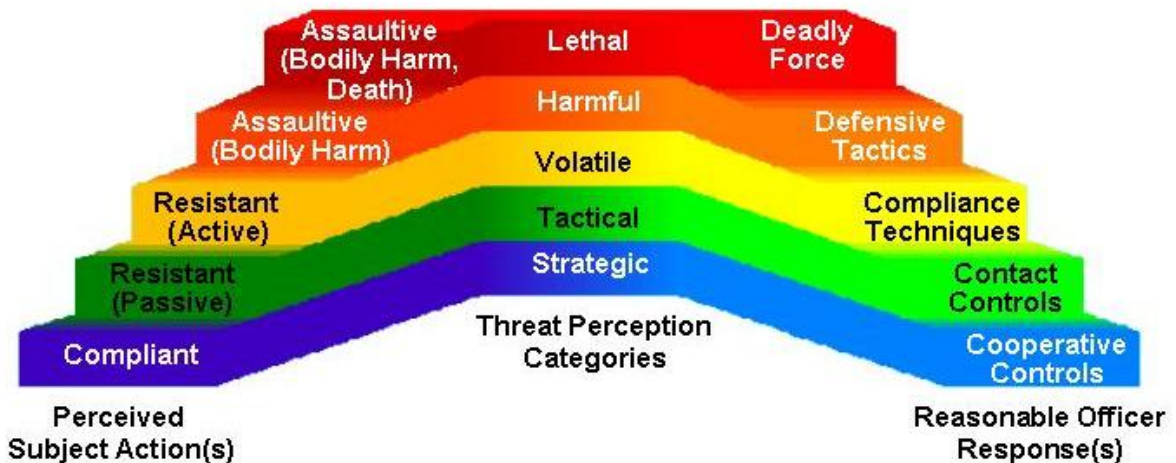 Assaultive
(Bodily Harm,
Death)
Lethal
Deadly
Force
Assaultive
(Bodily Harm)
Harmful
Defensive
Tactics
Resistant
(Active)
Volatile
Compliance
Techniques
Resistant
(Passive)
Tactical
Contact
Controls
Compliant
Strategic
Cooperative
Controls
Perceived
Subject Action(s)
Threat Perception
Categories
Reasonable Officer
Response(s)